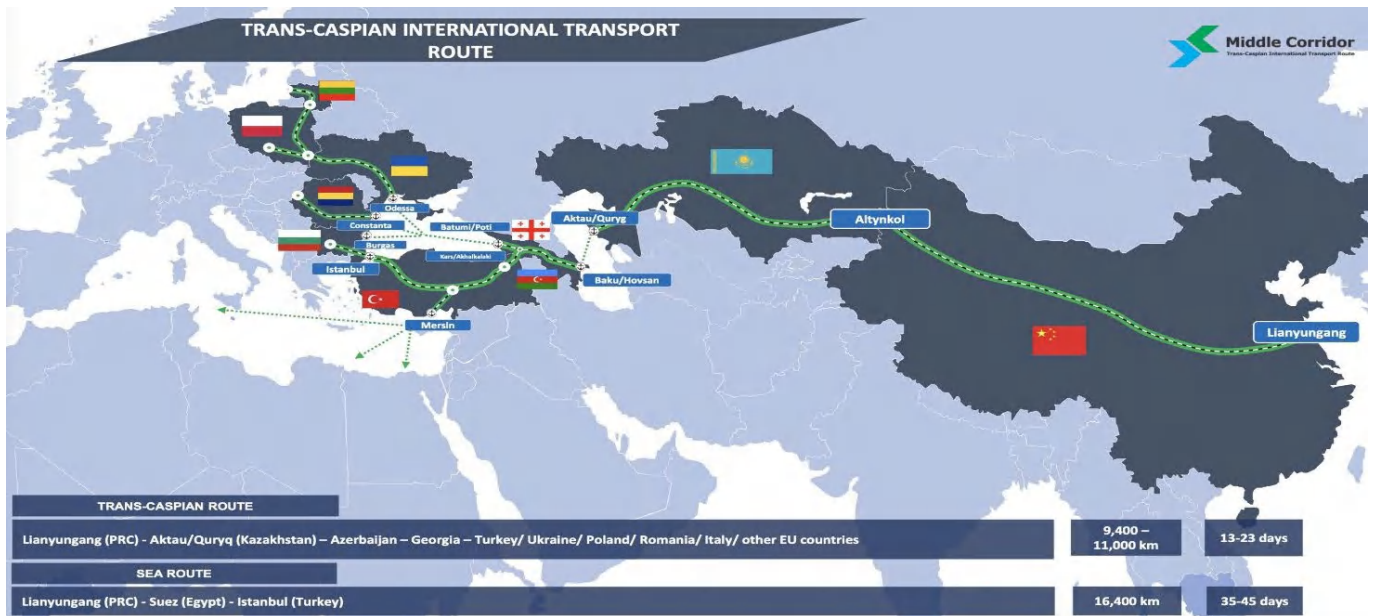 TRANS-CASPIAN INTERNATIONAL TRANSPORT
ROUTE
Middle Corridor
Trans-Caspian International Transport Route
Odessa
Constanta
Batumi/Poti
Aktau/Quryg
Altynkol
Burgas
Istanbul
Kars/Akhalkalaki
Baku/Hovsan
Mersin
Lianyungang
TRANS-CASPIAN ROUTE
Lianyungang (PRC) - Aktau/Quryq (Kazakhstan) – Azerbaijan – Georgia – Turkey/ Ukraine/ Poland/ Romania/ Italy/ other EU countries
9,400 –
11,000 km
13-23 days
SEA ROUTE
Lianyungang (PRC) - Suez (Egypt) - Istanbul (Turkey)
16,400 km
35-45 days